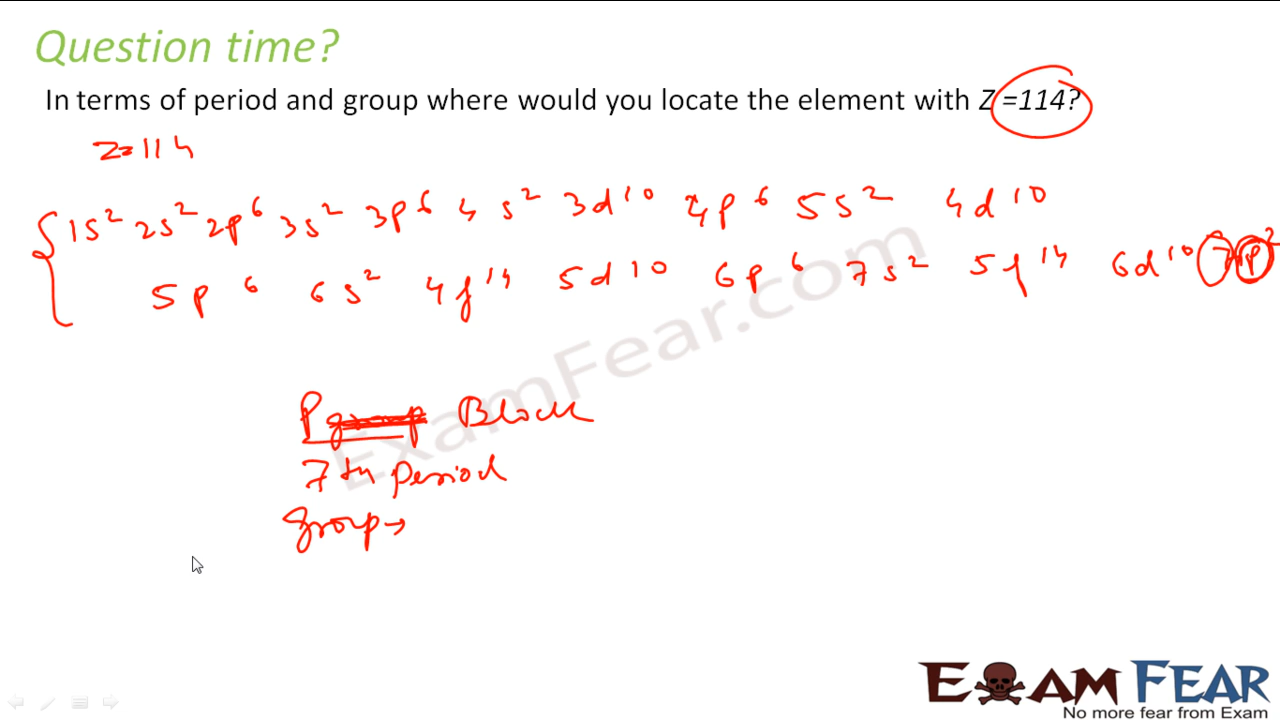 Question time?
In terms of period and group where would you locate the element with Z =114?
Z=114
1s² 2s² 2p⁶ 3s² 3p⁶ 4s² 3d¹⁰ 4p⁶ 5s² 4d¹⁰
5p⁶ 6s² 4f¹⁴ 5d¹⁰ 6p⁶ 7s² 5f¹⁴ 6d¹⁰ 7p²
P group Block
7th Period
group→
ExamFear.com
EXAM FEAR
No more fear from Exam